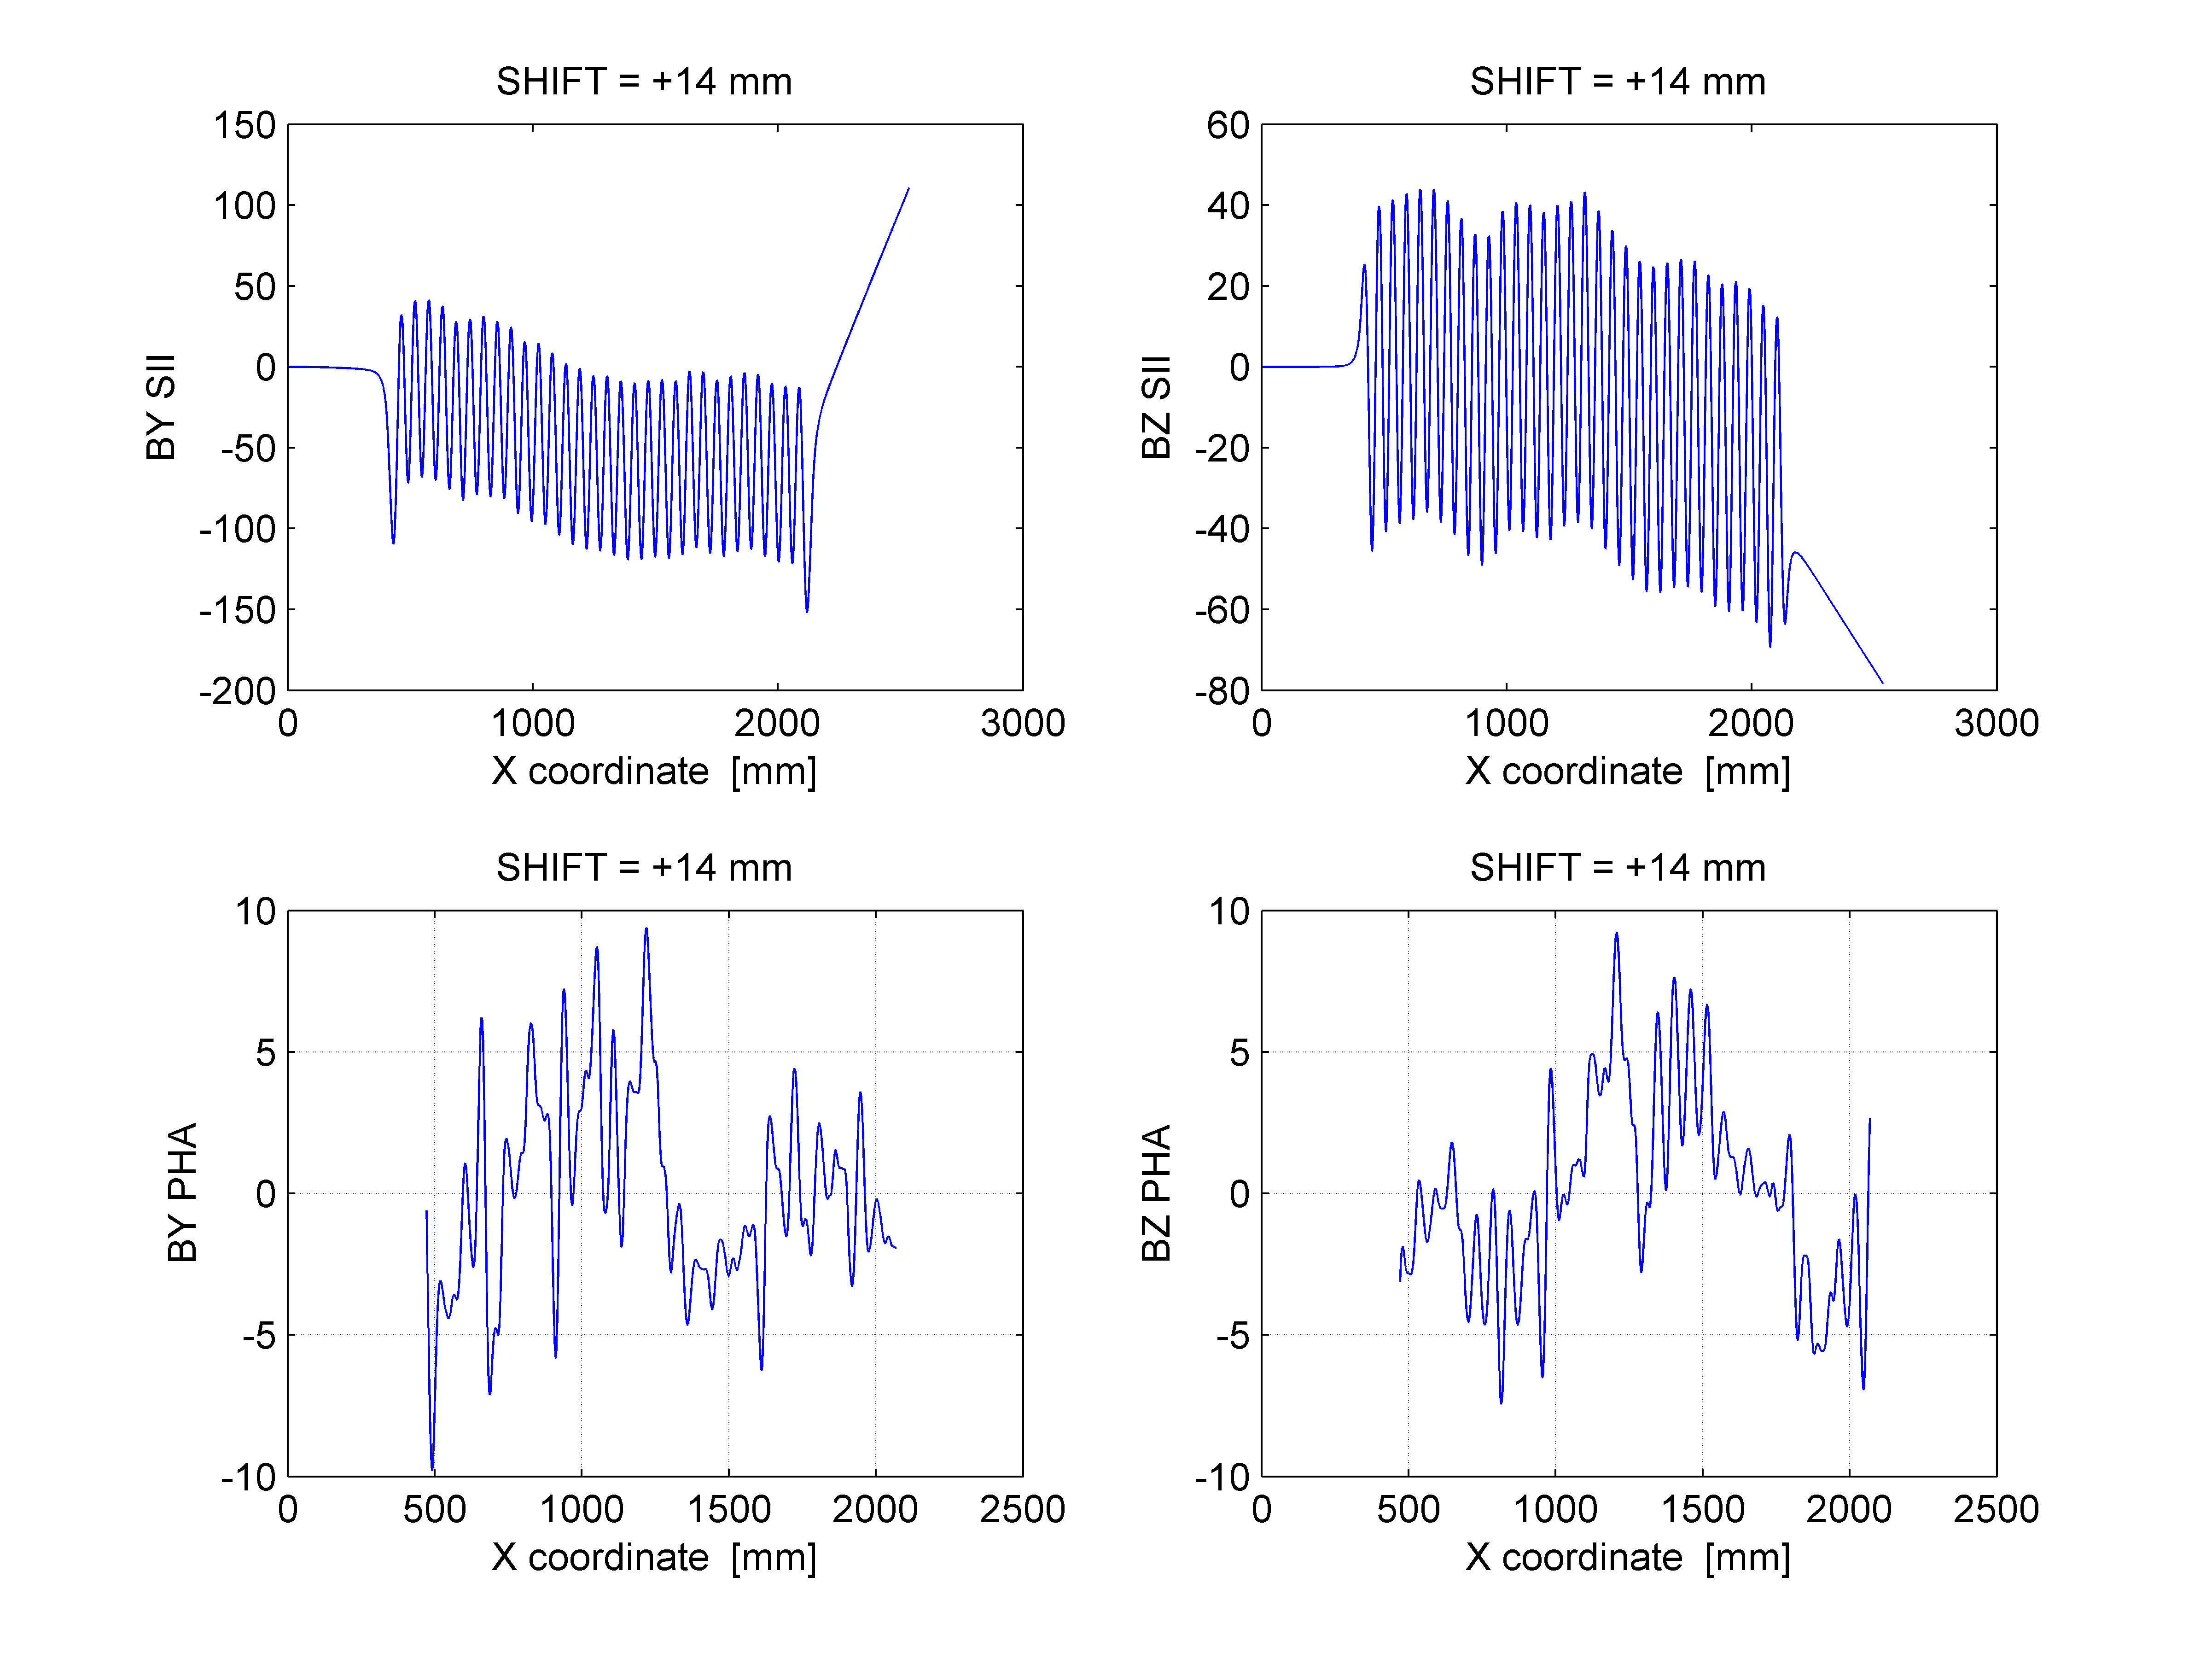 SHIFT = +14 mm
150
100
50
0
-50
-100
-150
-200
BY SII
0 1000 2000 3000
X coordinate [mm]
SHIFT = +14 mm
60
40
20
0
-20
-40
-60
-80
BZ SII
0 1000 2000 3000
X coordinate [mm]
SHIFT = +14 mm
10
5
0
-5
-10
BY PHA
0 500 1000 1500 2000 2500
X coordinate [mm]
SHIFT = +14 mm
10
5
0
-5
-10
BZ PHA
0 500 1000 1500 2000 2500
X coordinate [mm]